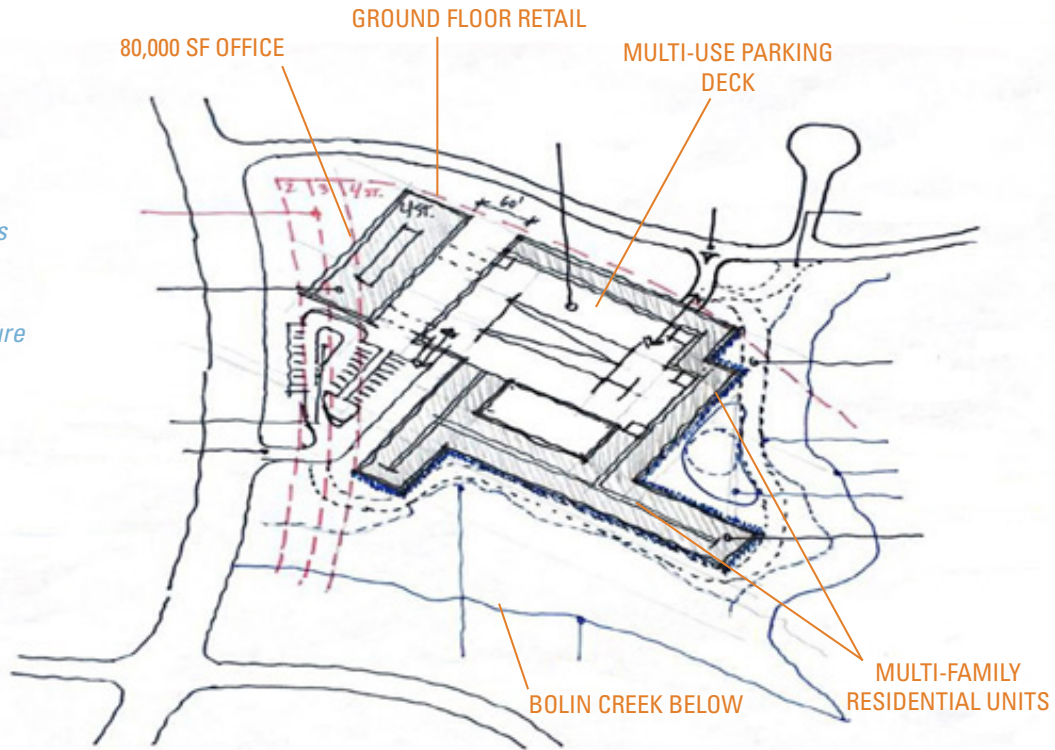 GROUND FLOOR RETAIL
80,000 SF OFFICE
MULTI-USE PARKING
DECK
2 3 4 ST.
4 ST.
60'
s
ure
MULTI-FAMILY
RESIDENTIAL UNITS
BOLIN CREEK BELOW